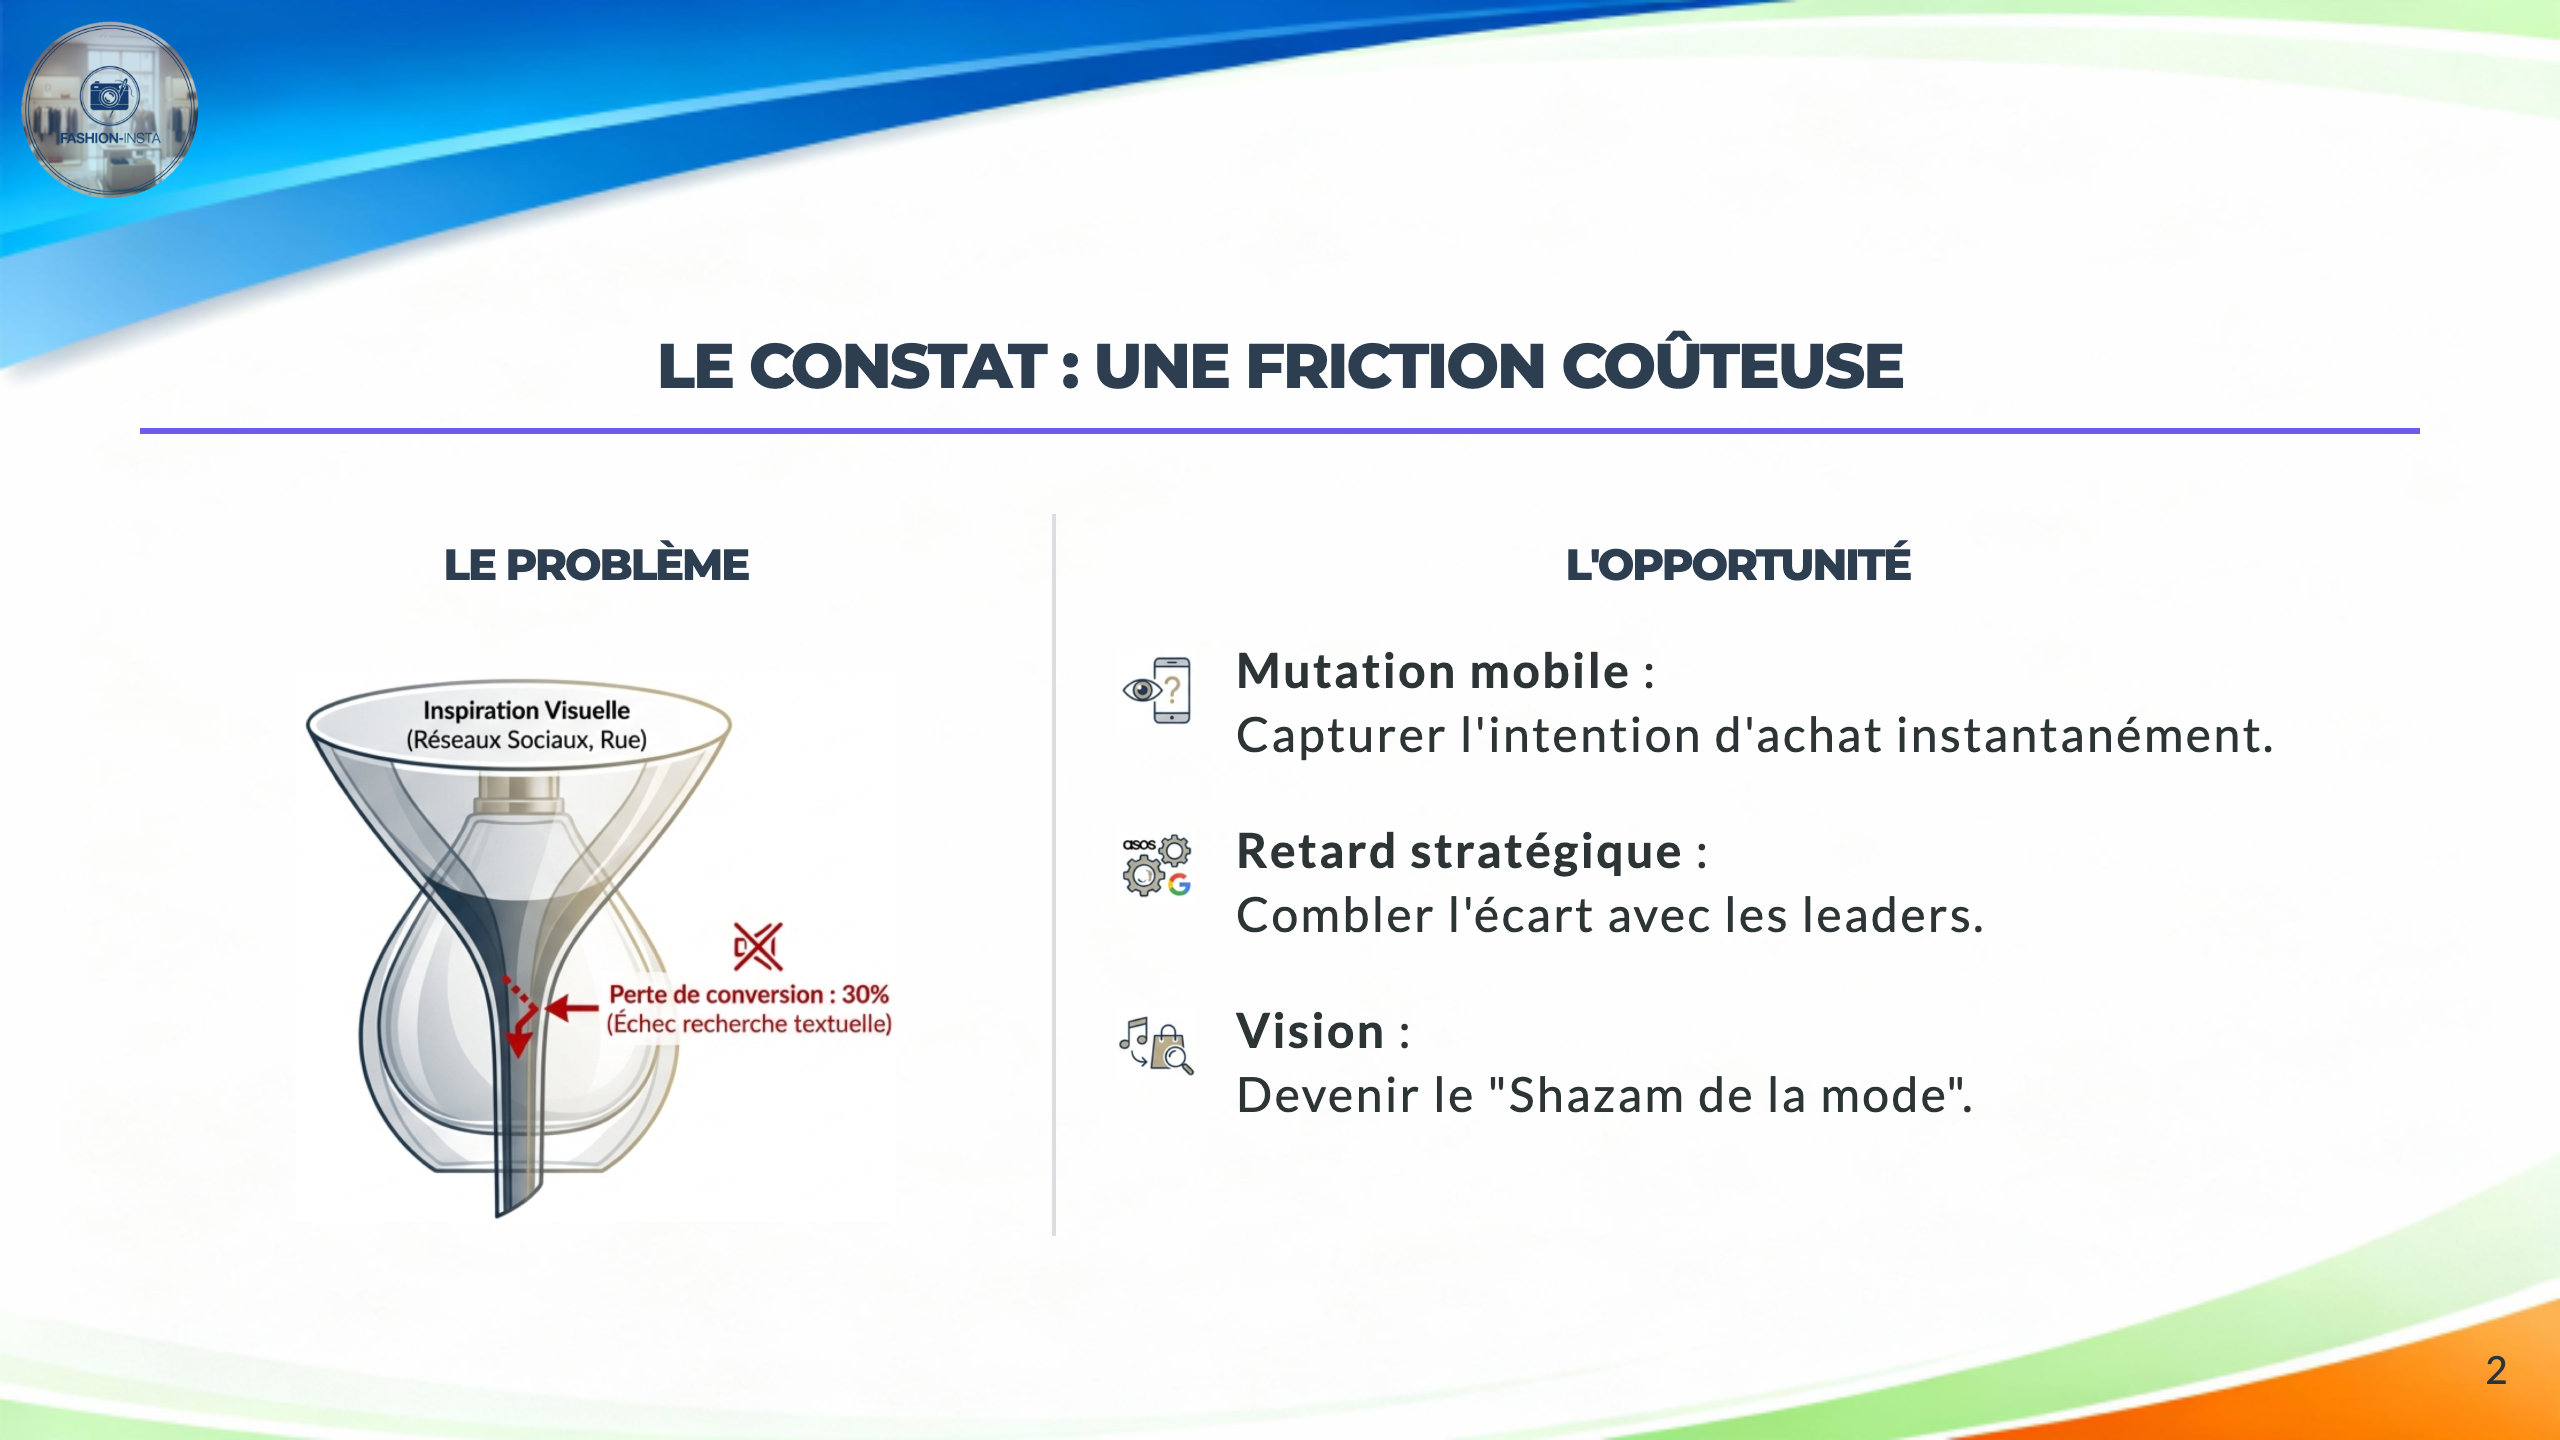 FASHION-INSTA
LE CONSTAT : UNE FRICTION COÛTEUSE
LE PROBLÈME
Inspiration Visuelle
(Réseaux Sociaux, Rue)
Perte de conversion : 30%
(Échec recherche textuelle)
L'OPPORTUNITÉ
?
Mutation mobile :
Capturer l'intention d'achat instantanément.
asos
G
Retard stratégique :
Combler l'écart avec les leaders.
Vision :
Devenir le "Shazam de la mode".
2